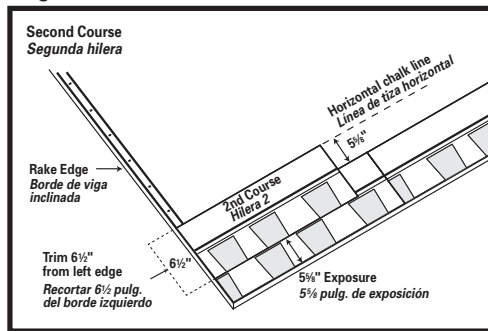 Second Course
Segunda hilera
Horizontal chalk line
Línea de tiza horizontal
5⅝"
Rake Edge
Borde de viga
inclinada
2nd Course
Hilera 2
Trim 6½"
from left edge
Recortar 6½ pulg.
del borde izquierdo
6½"
5⅝" Exposure
5⅝ pulg. de exposición